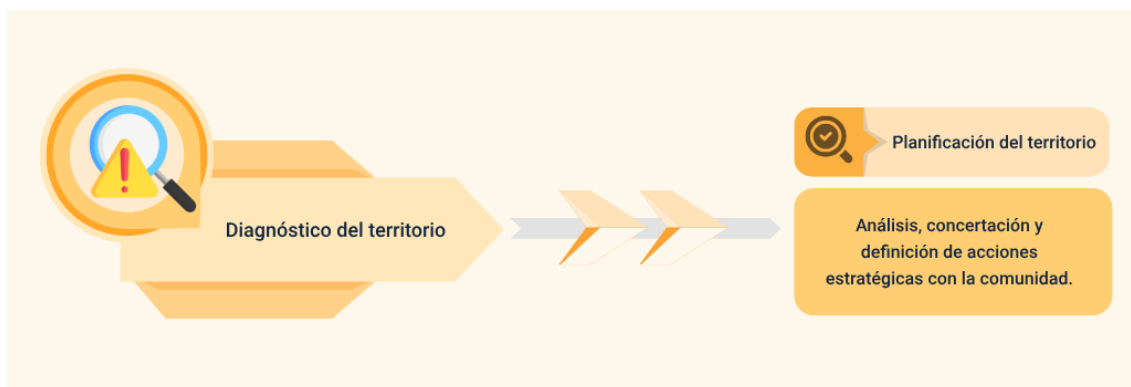 Diagnóstico del territorio
Planificación del territorio
Análisis, concertación y
definición de acciones
estratégicas con la comunidad.